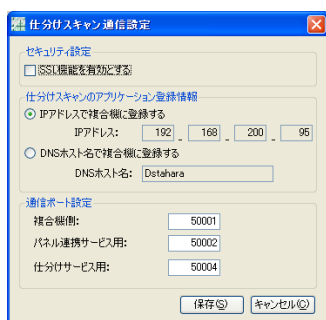 仕分けスキャン通信設定
セキュリティ設定
SSL機能を有効とする
仕分けスキャンのアプリケーション登録情報
IPアドレスで複合機に登録する
IPアドレス: 192 . 168 . 200 . 95
DNSホスト名で複合機に登録する
DNSホスト名: Dstahara
通信ポート設定
複合機側: 50001
パネル連携サービス用: 50002
仕分けサービス用: 50004
保存(S) キャンセル(C)